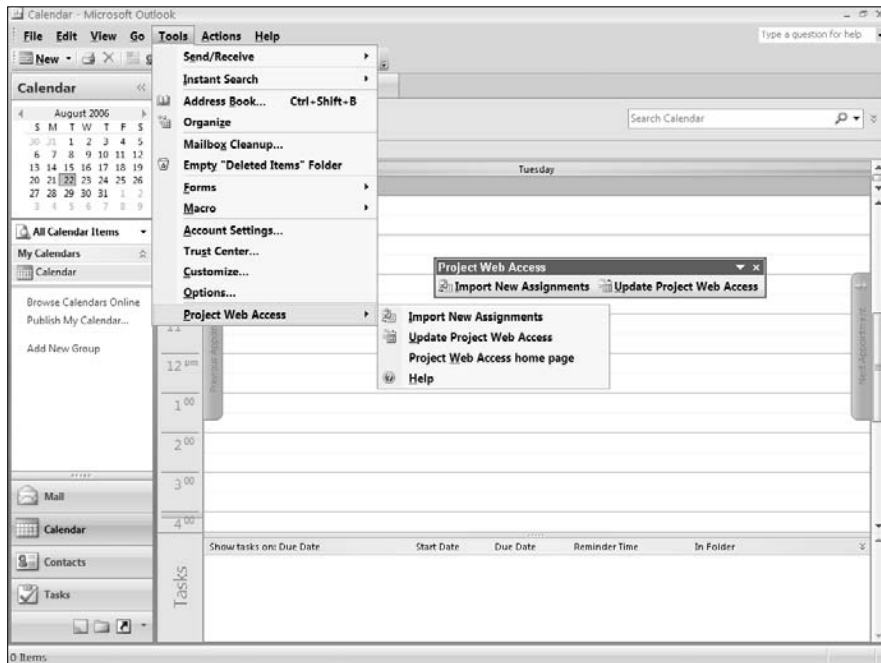 Calendar - Microsoft Outlook
File Edit View Go Tools Actions Help
Type a question for help
New
Send/Receive
Instant Search
Address Book... Ctrl+Shift+B
Organize
Mailbox Cleanup...
Empty "Deleted Items" Folder
Forms
Macro
Account Settings...
Trust Center...
Customize...
Options...
Project Web Access
Import New Assignments
Update Project Web Access
Project Web Access home page
Help
Calendar
August 2006
S M T W T F S
30 31 1 2 3 4 5
6 7 8 9 10 11 12
13 14 15 16 17 18 19
20 21 22 23 24 25 26
27 28 29 30 31 1 2
3 4 5 6 7 8 9
All Calendar Items
My Calendars
Calendar
Browse Calendars Online
Publish My Calendar...
Add New Group
Search Calendar
Tuesday
Project Web Access
Import New Assignments Update Project Web Access
Next Appointment
11
12 pm
1 00
2 00
3 00
4 00
Mail
Calendar
Contacts
Tasks
Tasks
Show tasks on: Due Date Start Date Due Date Reminder Time In Folder
0 Items